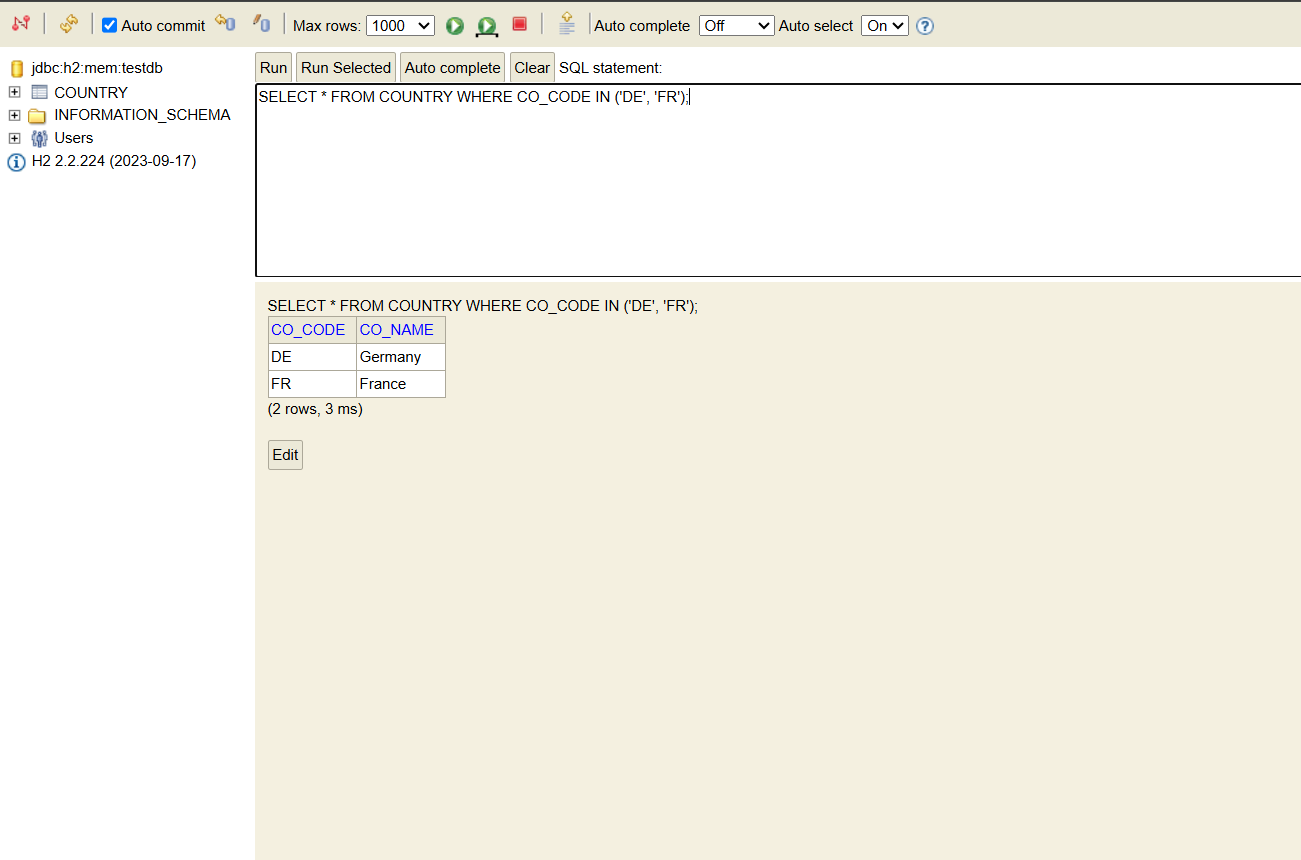 Auto commit Max rows: 1000 Auto complete Off Auto select On
jdbc:h2:mem:testdb
COUNTRY
INFORMATION_SCHEMA
Users
H2 2.2.224 (2023-09-17)
Run Run Selected Auto complete Clear SQL statement:
SELECT * FROM COUNTRY WHERE CO_CODE IN ('DE', 'FR');
SELECT * FROM COUNTRY WHERE CO_CODE IN ('DE', 'FR');
CO_CODE CO_NAME
DE Germany
FR France
(2 rows, 3 ms)
Edit